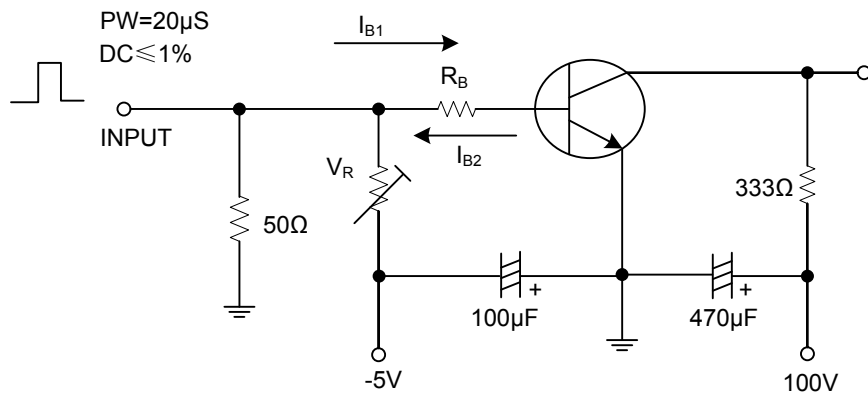 PW=20μS
DC≤1%
INPUT
I_B1
R_B
I_B2
V_R
50Ω
333Ω
100μF
+
470μF
+
-5V
100V